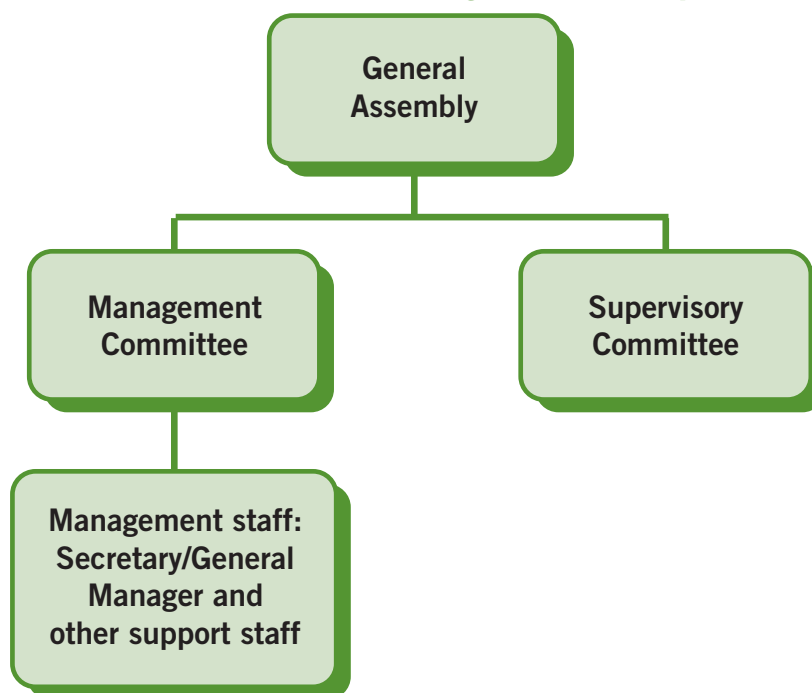 General
Assembly
Management
Committee
Supervisory
Committee
Management staff:
Secretary/General
Manager and
other support staff